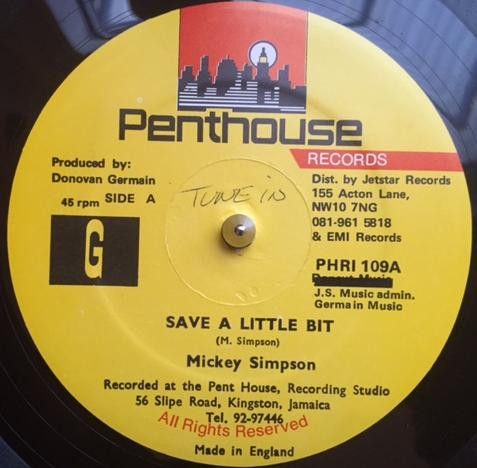 Penthouse
RECORDS
Produced by:
Donovan Germain
45 rpm SIDE A
G
TUNE IN
Dist. by Jetstar Records
155 Acton Lane,
NW10 7NG
081-961 5818
& EMI Records
PHRI 109A
J.S. Music admin.
Germain Music
SAVE A LITTLE BIT
(M. Simpson)
Mickey Simpson
Recorded at the Pent House, Recording Studio
56 Slipe Road, Kingston, Jamaica
Tel, 92-97446
All Rights Reserved
Made in England